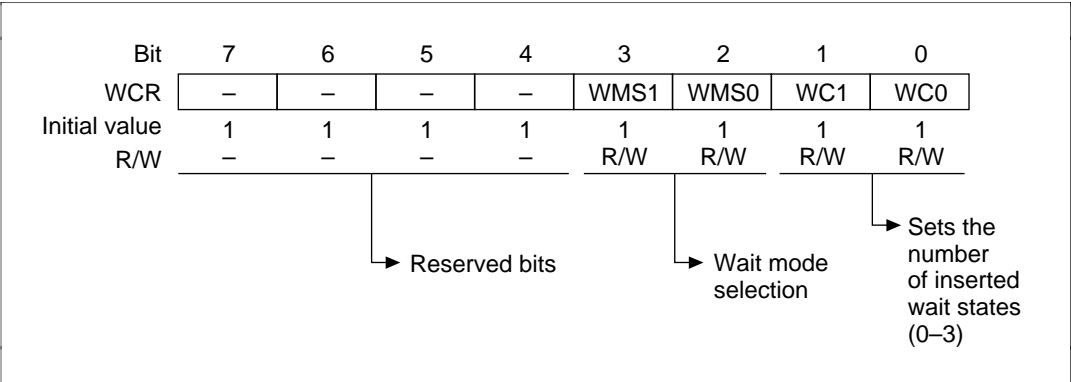 Bit 7 6 5 4 3 2 1 0
WCR – – – – WMS1 WMS0 WC1 WC0
Initial value 1 1 1 1 1 1 1 1
R/W – – – – R/W R/W R/W R/W
Reserved bits
Wait mode
selection
Sets the
number
of inserted
wait states
(0–3)